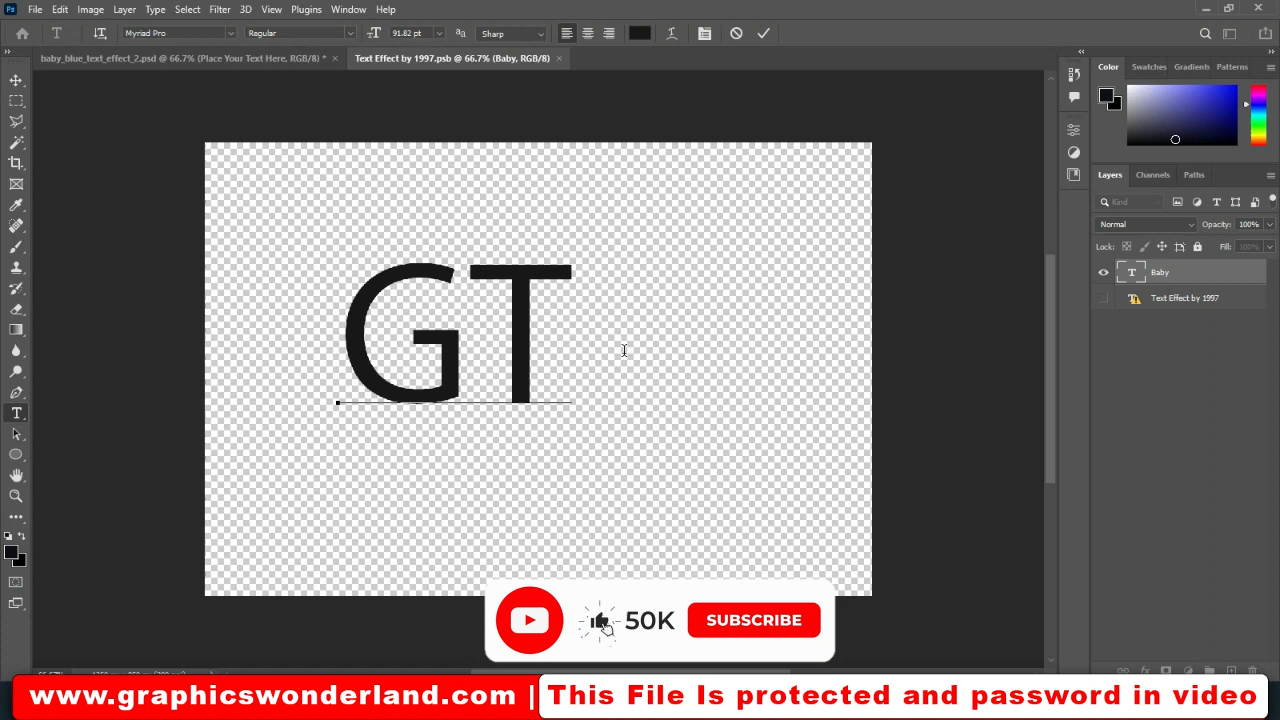 Ps File Edit Image Layer Type Select Filter 3D View Plugins Window Help
T Myriad Pro Regular 91.82 pt Sharp
baby_blue_text_effect_2.psd @ 66.7% (Place Your Text Here, RGB/8) * × Text Effect by 1997.psb @ 66.7% (Baby, RGB/8) ×
Color Swatches Gradients Patterns
Layers Channels Paths
Kind
Normal Opacity: 100%
Lock: Fill: 100%
T Baby
T Text Effect by 1997
GT
50K SUBSCRIBE
www.graphicswonderland.com | This File Is protected and password in video